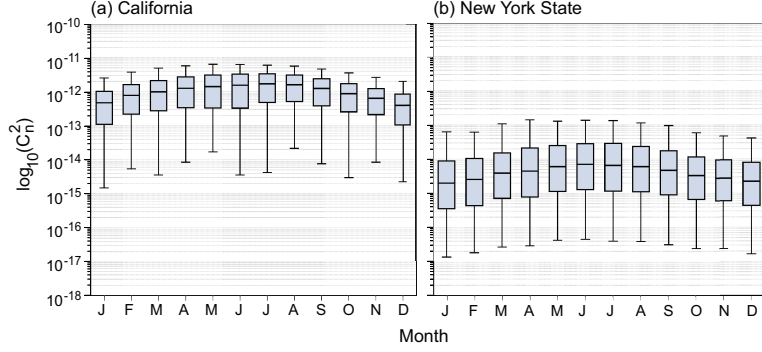 (a) California
(b) New York State
log₁₀(C²ₙ)
10⁻¹⁰
10⁻¹¹
10⁻¹²
10⁻¹³
10⁻¹⁴
10⁻¹⁵
10⁻¹⁶
10⁻¹⁷
10⁻¹⁸
J F M A M J J A S O N D
J F M A M J J A S O N D
Month